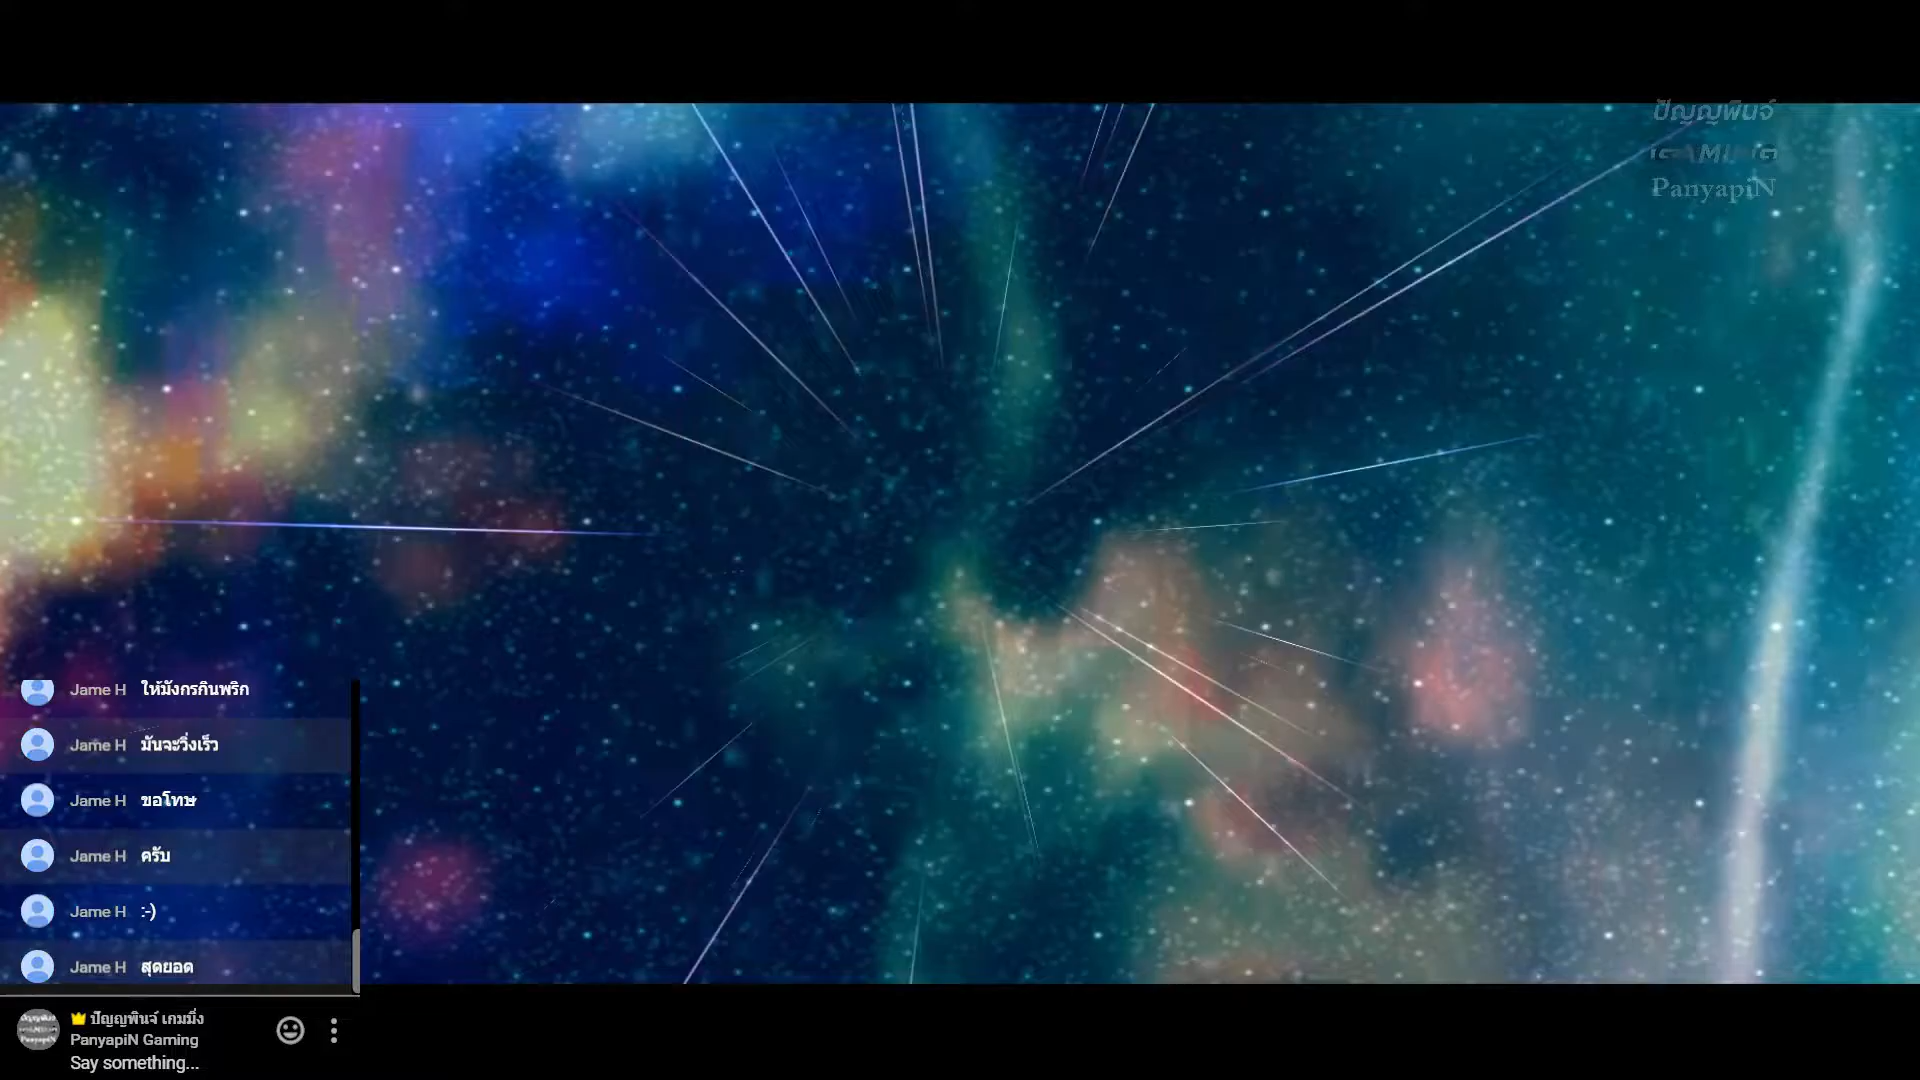 ปัญญพินจ์
GAMING
PanyapiN
Jame H ให้มังกรกินพริก
Jame H มันจะวิ่งเร็ว
Jame H ขอโทษ
Jame H ครับ
Jame H :-)
Jame H สุดยอด
ปัญญพินจ์ เกมมิ่ง
PanyapiN Gaming
Say something...